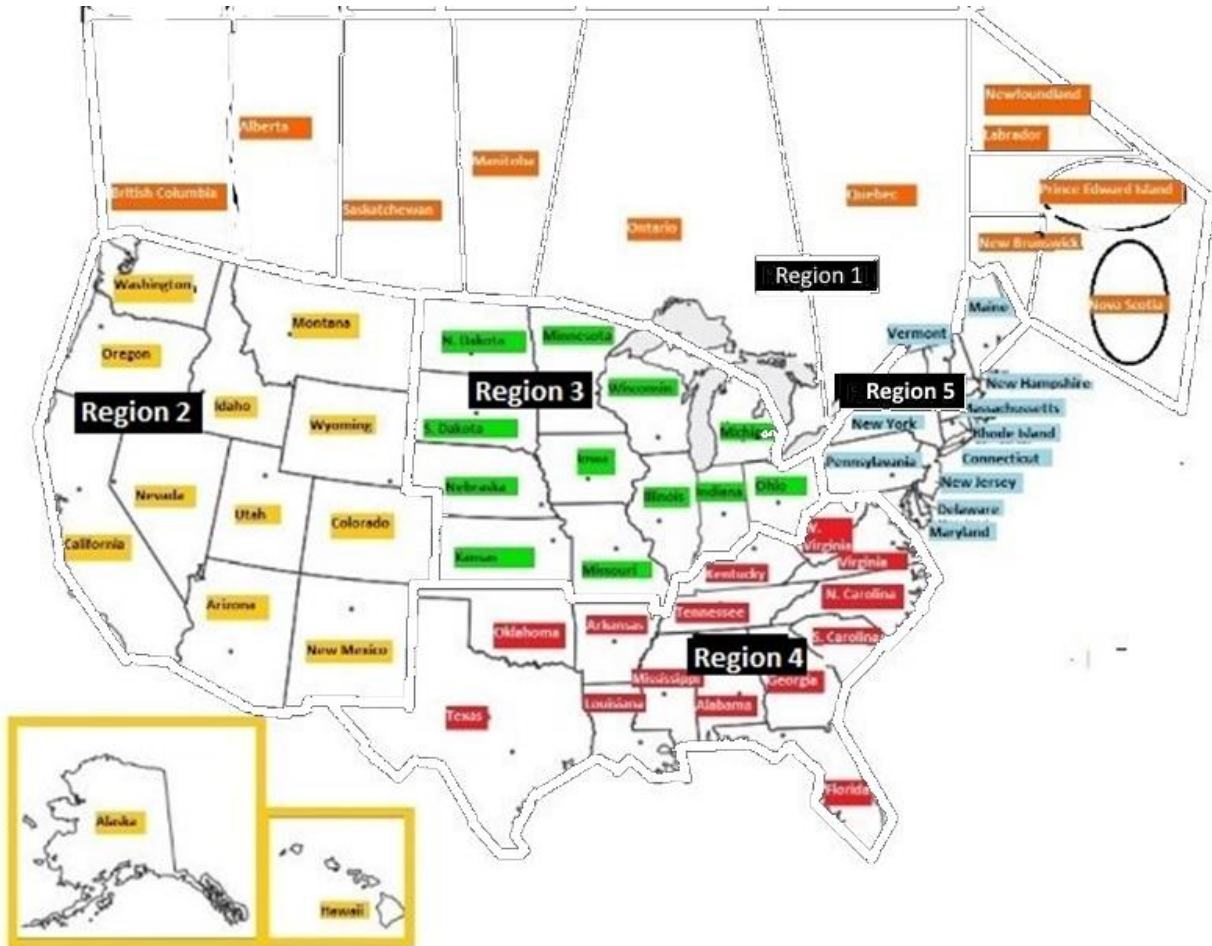 Newfoundland
Labrador
Alberta
Manitoba
British Columbia
Saskatchewan
Quebec
Prince Edward Island
Ontario
New Brunswick
Region 1
Nova Scotia
Washington
Maine
Montana
N. Dakota
Minnesota
Vermont
Oregon
Region 2
Region 3
Region 5
Wisconsin
New Hampshire
Idaho
Wyoming
Massachusetts
S. Dakota
Michig
New York
Rhode Island
Iowa
Pennsylavania
Connecticut
Nevada
Nebraska
Illinois
Indiana
Ohio
New Jersey
Utah
Colorado
Delaware
California
W.
Virginia
Maryland
Kansas
Missouri
Kentucky
Virginia
Arizona
Tennessee
N. Carolina
Oklahoma
Arkansas
S. Carolina
New Mexico
Region 4
Mississippi
Georgia
Texas
Louisiana
Alabama
Florida
Alaska
Hawaii